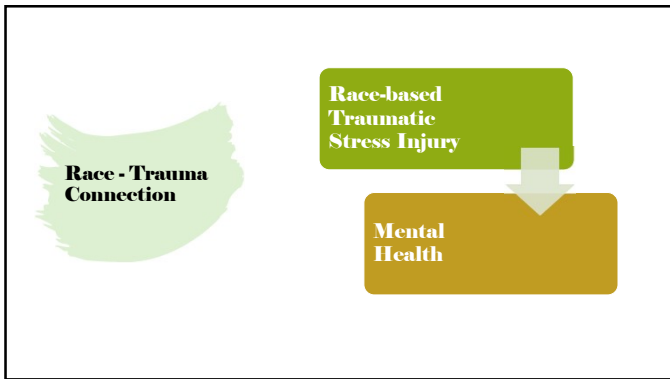 Race - Trauma
Connection
Race-based
Traumatic
Stress Injury
Mental
Health